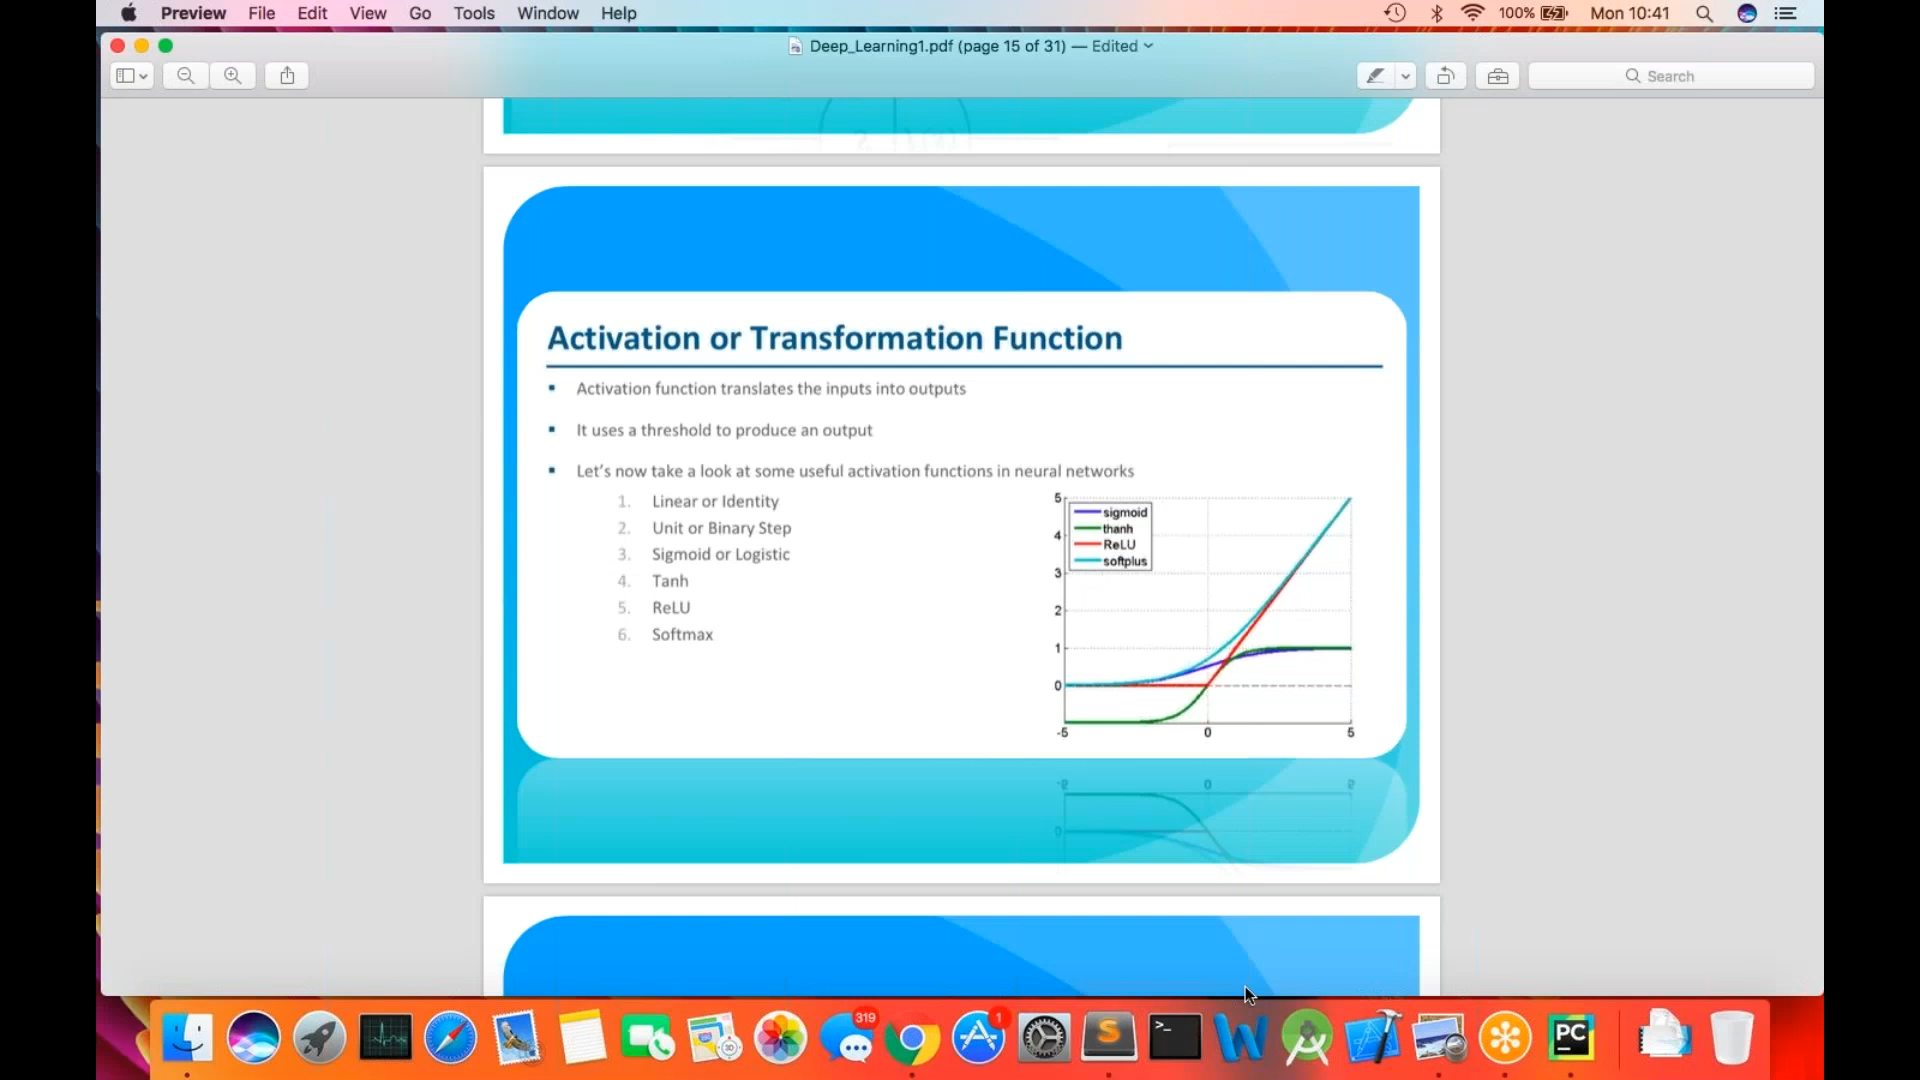 Preview File Edit View Go Tools Window Help 100% Mon 10:41
Deep_Learning1.pdf (page 15 of 31) — Edited
Search
Activation or Transformation Function
▪ Activation function translates the inputs into outputs
▪ It uses a threshold to produce an output
▪ Let's now take a look at some useful activation functions in neural networks
1. Linear or Identity
2. Unit or Binary Step
3. Sigmoid or Logistic
4. Tanh
5. ReLU
6. Softmax
5
4
3
2
1
0
-5 0 5
sigmoid
thanh
ReLU
softplus
319
1
PC